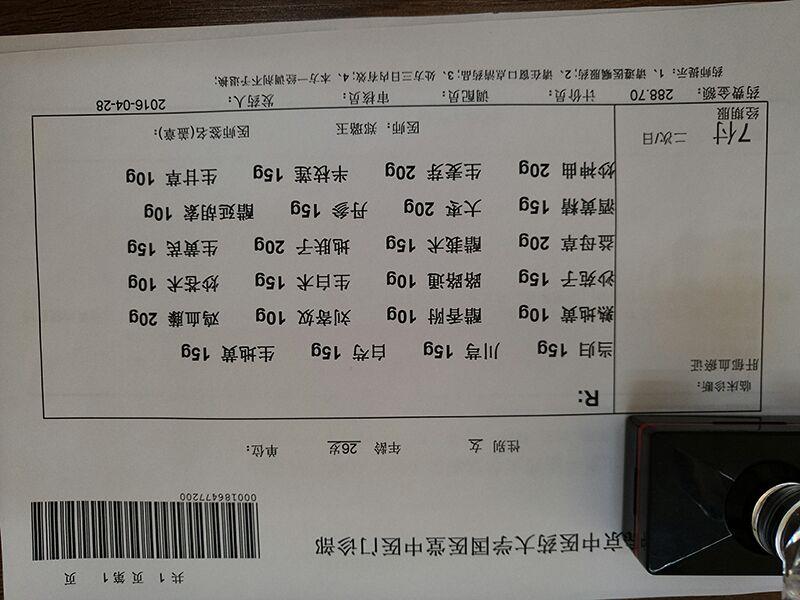 共 1 页 第 1 页
京中医药大学国医堂中医门诊部
000186477200
性别 女 年龄 26岁 单位：
临床诊断： R:
肝郁血瘀证
当归 15g 川芎 15g 白芍 15g 生地黄 15g
熟地黄 10g 醋香附 10g 刘寄奴 10g 鸡血藤 20g
沙苑子 15g 路路通 10g 生白术 15g 炒苍术 10g
益母草 20g 醋莪术 15g 地肤子 20g 生黄芪 15g
酒黄精 15g 大枣 20g 丹参 15g 醋延胡索 10g
炒神曲 20g 生麦芽 20g 半枝莲 15g 生甘草 10g
7付 二次/日 医师：郑璐玉 医师签名(盖章)：
经期服
药费金额： 288.70 计价员： 调配员： 审核员： 发药人： 2016-04-28
药师提示：1、请遵医嘱服药；2、请在窗口点清药品；3、处方三日内有效；4、本方一经调剂不予退换；